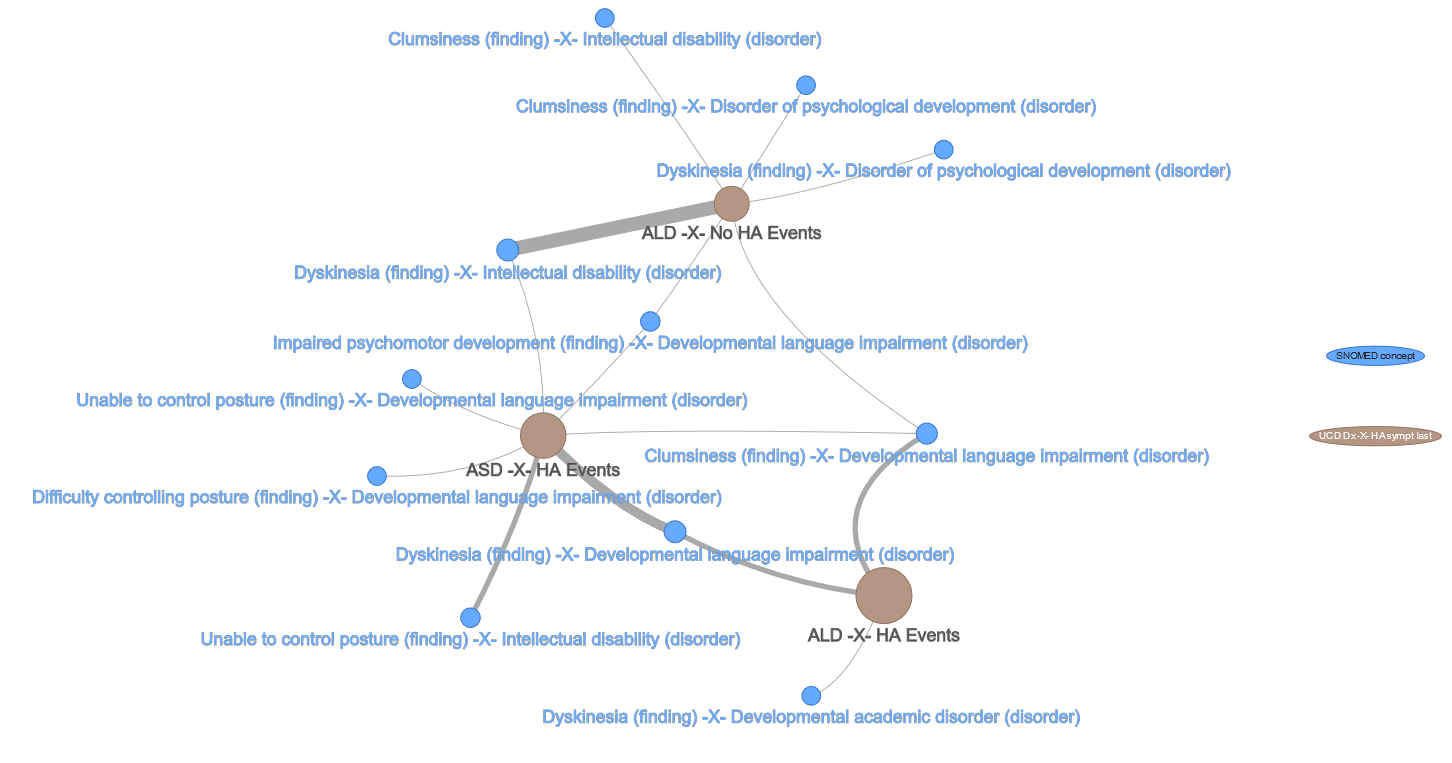 Clumsiness (finding) -X- Intellectual disability (disorder)
Clumsiness (finding) -X- Disorder of psychological development (disorder)
Dyskinesia (finding) -X- Disorder of psychological development (disorder)
ALD -X- No HA Events
Dyskinesia (finding) -X- Intellectual disability (disorder)
Impaired psychomotor development (finding) -X- Developmental language impairment (disorder)
SNOMED concept
Unable to control posture (finding) -X- Developmental language impairment (disorder)
UCD Dx -X- HA sympt last
Clumsiness (finding) -X- Developmental language impairment (disorder)
ASD -X- HA Events
Difficulty controlling posture (finding) -X- Developmental language impairment (disorder)
Dyskinesia (finding) -X- Developmental language impairment (disorder)
ALD -X- HA Events
Unable to control posture (finding) -X- Intellectual disability (disorder)
Dyskinesia (finding) -X- Developmental academic disorder (disorder)